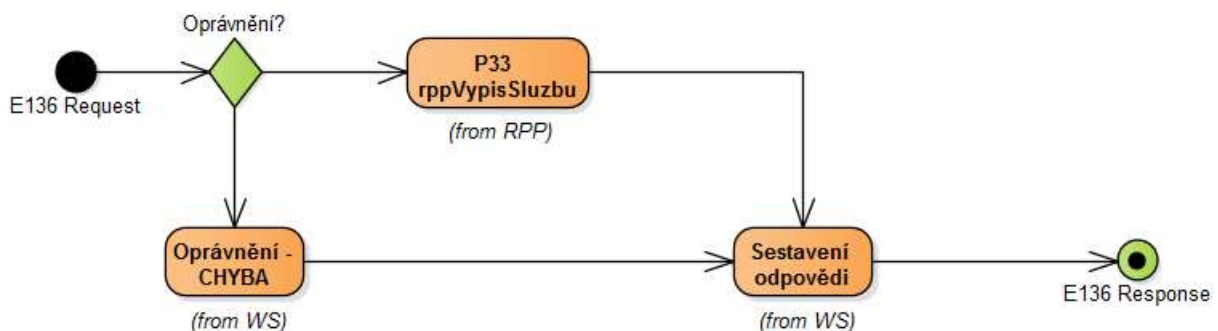 Oprávnění?
E136 Request
P33
rppVypisSluzbu
(from RPP)
Oprávnění -
CHYBA
(from WS)
Sestavení
odpovědi
(from WS)
E136 Response